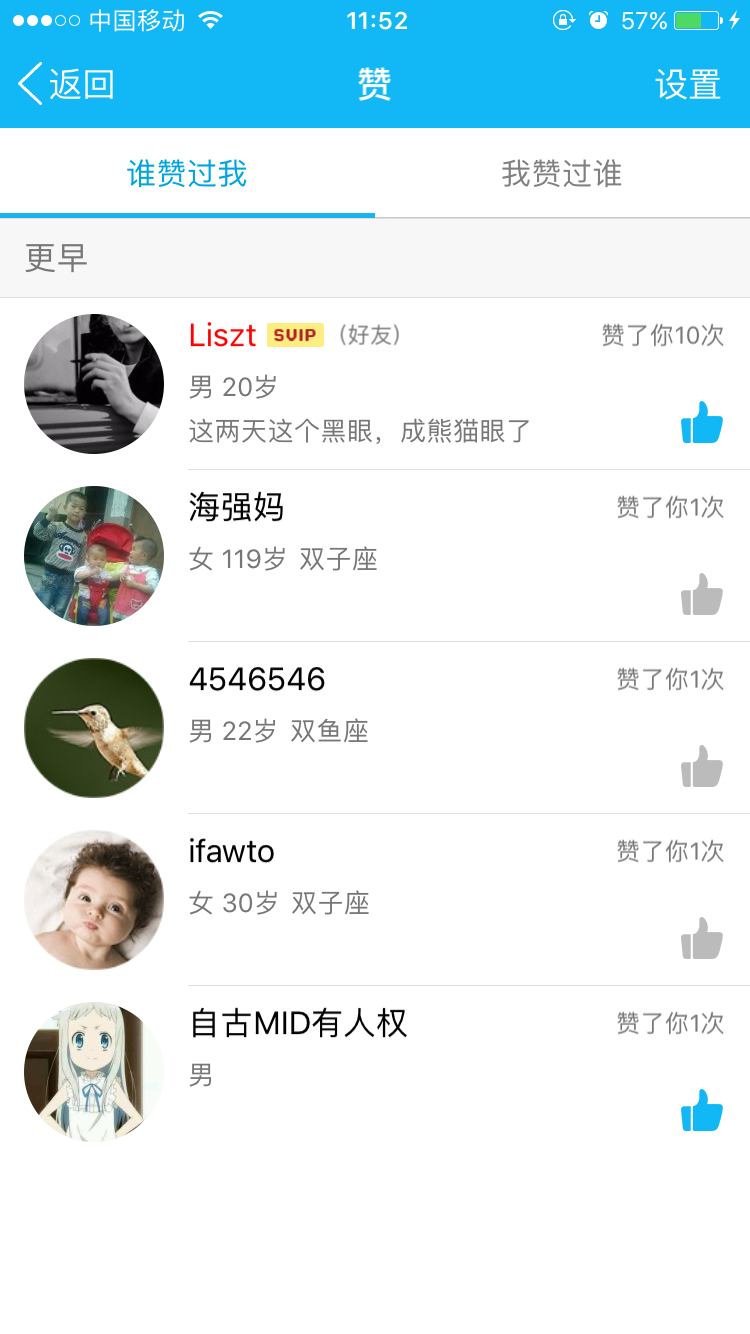 中国移动 11:52 57%
返回 赞 设置
谁赞过我 我赞过谁
更早
Liszt SVIP (好友) 赞了你10次
男 20岁
这两天这个黑眼，成熊猫眼了
海强妈 赞了你1次
女 119岁 双子座
4546546 赞了你1次
男 22岁 双鱼座
ifawto 赞了你1次
女 30岁 双子座
自古MID有人权 赞了你1次
男